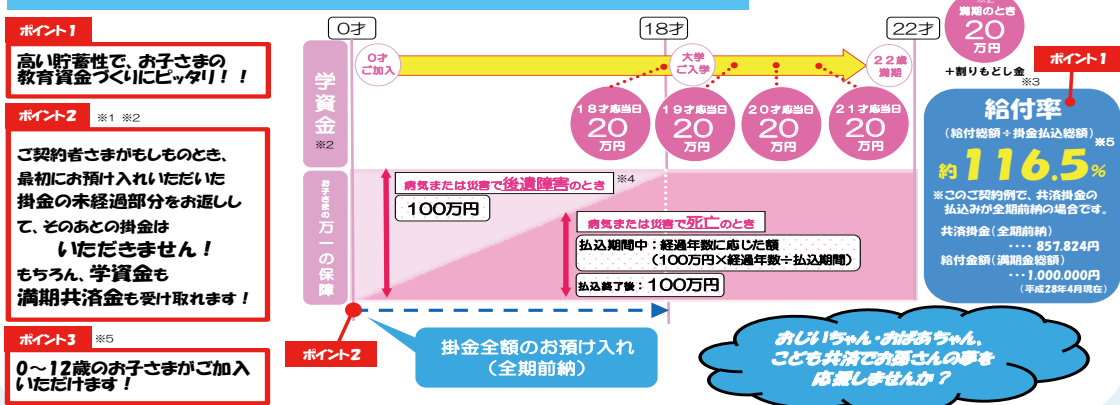 ポイント1
高い貯蓄性で、お子さまの
教育資金づくりにピッタリ！！
ポイント2 ※1 ※2
ご契約者さまがもしものとき、
最初にお預け入れいただいた
掛金の未経過部分をお返しし
て、そのあとの掛金は
いただきません！
もちろん、学資金も
満期共済金も受け取れます！
ポイント3 ※5
0～12歳のお子さまがご加入
いただけます！
0才
18才
22才
学資金
※2
0才
ご加入
大学
ご入学
22歳
満期
18才応当日
20
万円
19才応当日
20
万円
20才応当日
20
万円
21才応当日
20
万円
※2
満期のとき
20
万円
＋割りもどし金
※3
お子さまの万一の保障
病気または災害で後遺障害のとき ※4
100万円
病気または災害で死亡のとき
払込期間中：経過年数に応じた額
（100万円×経過年数÷払込期間）
払込終了後：100万円
ポイント2
掛金全額のお預け入れ
（全期前納）
ポイント1
給付率
（給付総額÷掛金払込総額）
約116.5% ※5
※このご契約例で、共済掛金の
払込みが全期前納の場合です。
共済掛金（全期前納）
‥‥ 857,824円
給付金額（満期金総額）
‥‥1,000,000円
（平成28年4月現在）
おじいちゃん・おばあちゃん、
こども共済でお孫さんの事を
応援しませんか？